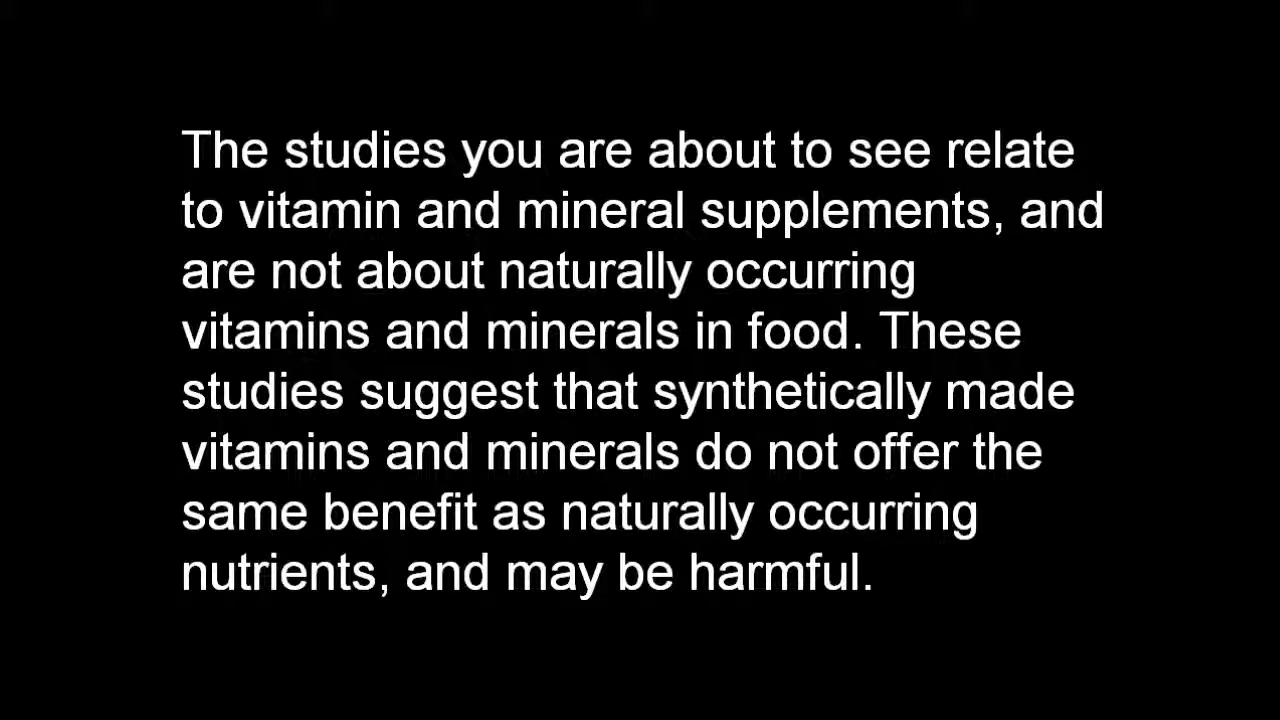 The studies you are about to see relate
to vitamin and mineral supplements, and
are not about naturally occurring
vitamins and minerals in food. These
studies suggest that synthetically made
vitamins and minerals do not offer the
same benefit as naturally occurring
nutrients, and may be harmful.